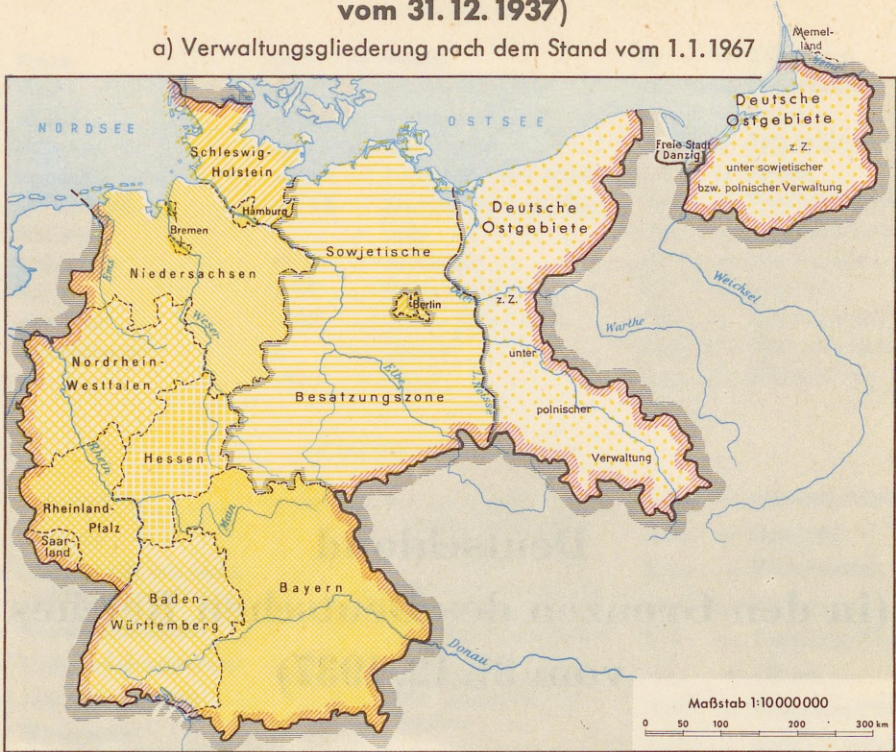 vom 31. 12. 1937)
a) Verwaltungsgliederung nach dem Stand vom 1.1.1967
Memel-
land
NORDSEE
OSTSEE
Deutsche
Ostgebiete
z. Z.
unter sowjetischer
bzw. polnischer Verwaltung
Freie Stadt
Danzig
Schleswig-
Holstein
Hamburg
Bremen
Niedersachsen
Ems
Weser
Sowjetische
Besatzungszone
Berlin
Elbe
Oder
Neisse
Deutsche
Ostgebiete
z. Z.
unter
polnischer
Verwaltung
Weichsel
Warthe
Nordrhein-
Westfalen
Hessen
Rhein
Rheinland-
Pfalz
Saar-
land
Main
Baden-
Württemberg
Bayern
Donau
Maßstab 1:10000000
0 50 100 200 300 km